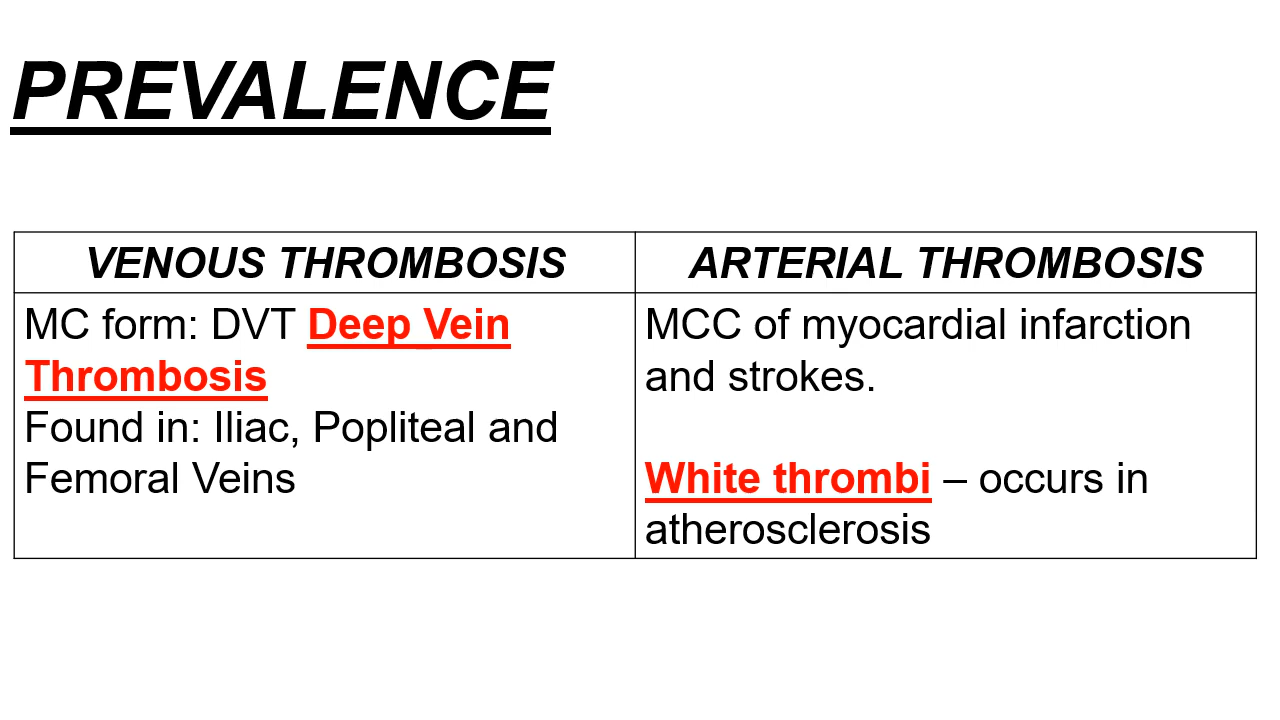 PREVALENCE
VENOUS THROMBOSIS
ARTERIAL THROMBOSIS
MC form: DVT Deep Vein
Thrombosis
Found in: Iliac, Popliteal and
Femoral Veins
MCC of myocardial infarction
and strokes.
White thrombi – occurs in
atherosclerosis